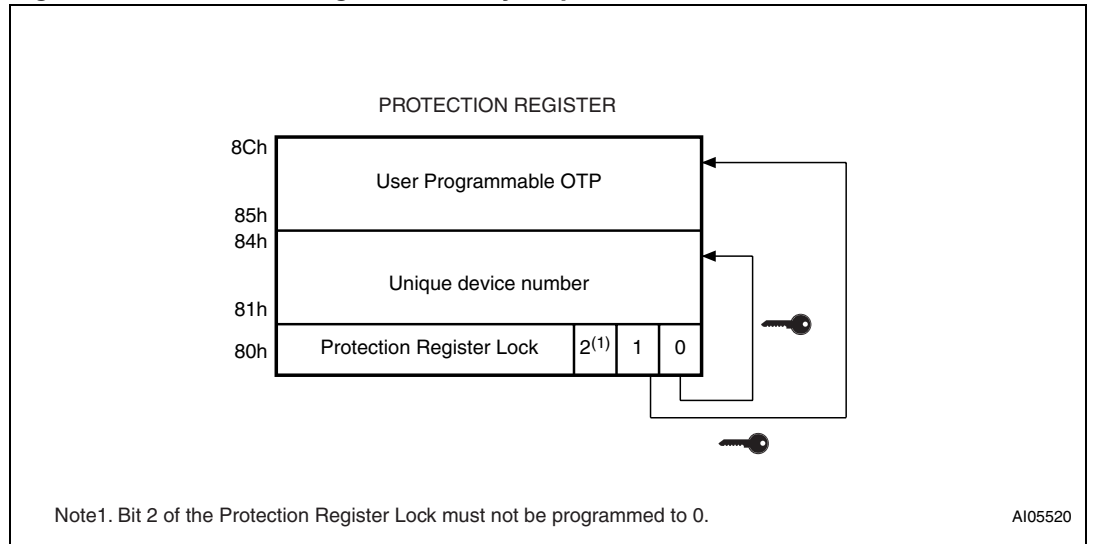 PROTECTION REGISTER
8Ch
User Programmable OTP
85h
84h
Unique device number
81h
80h
Protection Register Lock
2(1)
1
0
Note1. Bit 2 of the Protection Register Lock must not be programmed to 0.
AI05520